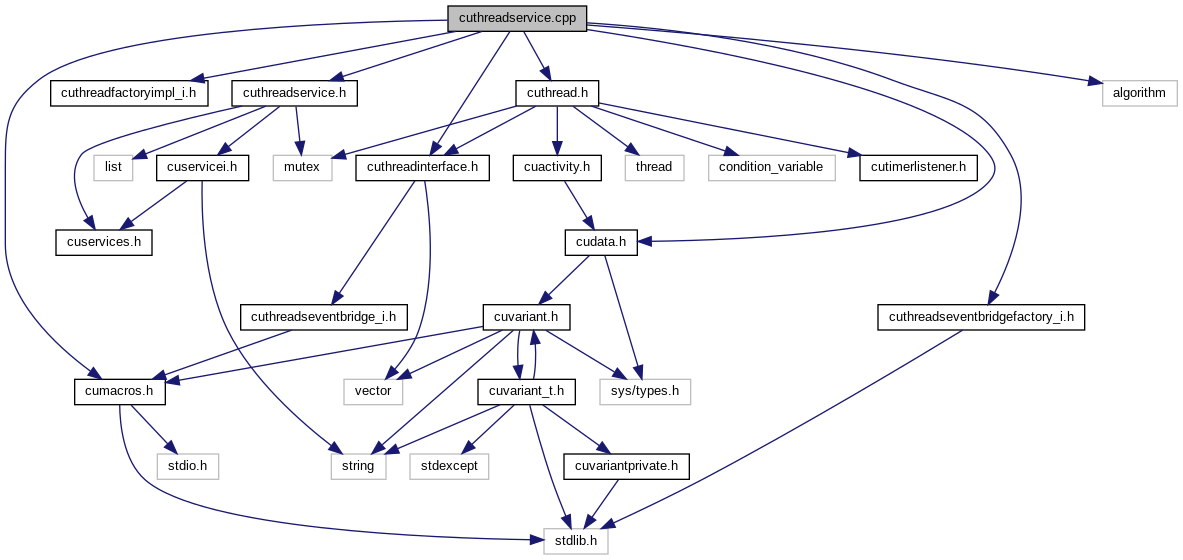 cuthreadservice.cpp
cuthreadfactoryimpl_i.h
cuthreadservice.h
cuthread.h
algorithm
list
cuservicei.h
mutex
cuthreadinterface.h
cuactivity.h
thread
condition_variable
cutimerlistener.h
cuservices.h
cudata.h
cuthreadseventbridge_i.h
cuvariant.h
cuthreadseventbridgefactory_i.h
cumacros.h
vector
cuvariant_t.h
sys/types.h
stdio.h
string
stdexcept
cuvariantprivate.h
stdlib.h